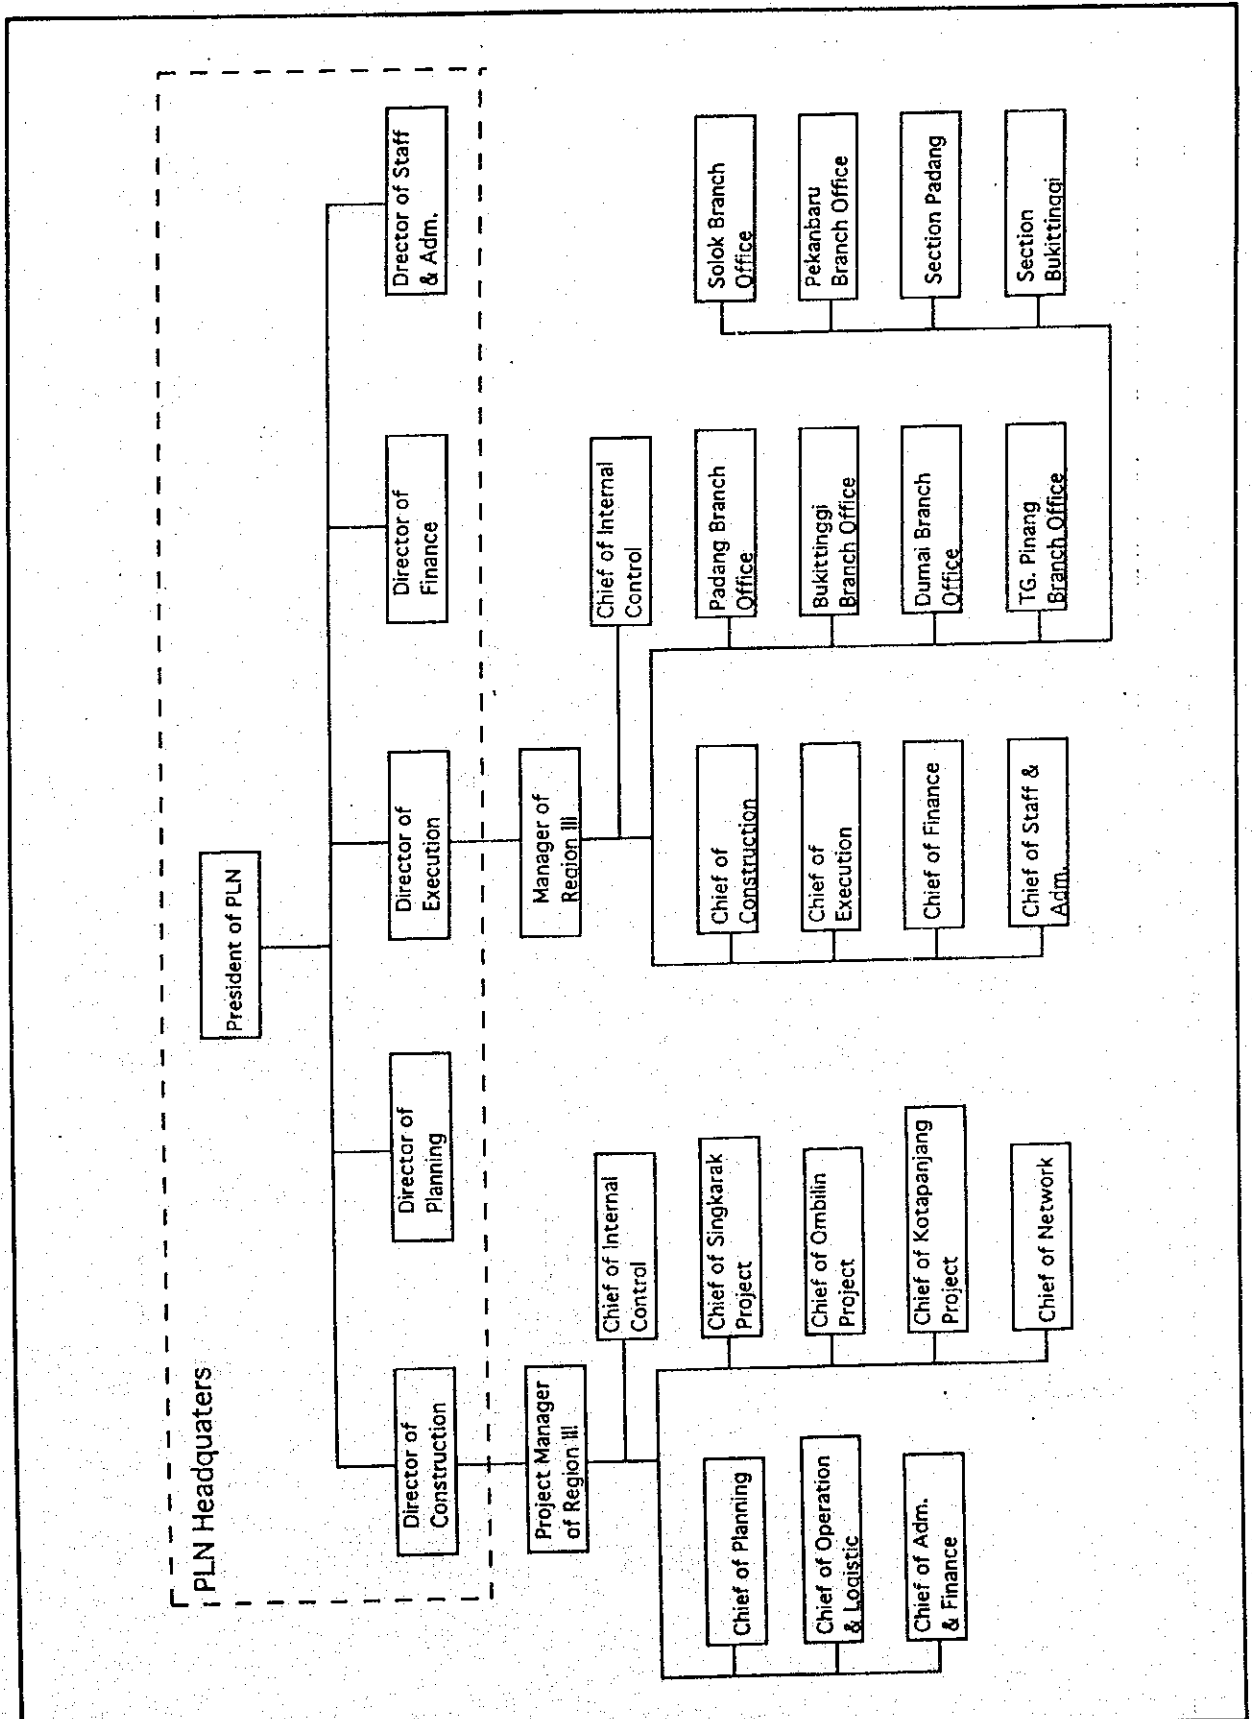 PLN Headquaters
President of PLN
Director of
Construction
Director of
Planning
Director of
Execution
Director of
Finance
Drector of Staff
& Adm.
Project Manager
of Region III
Chief of Internal
Control
Chief of Planning
Chief of Operation
& Logistic
Chief of Adm.
& Finance
Chief of Singkarak
Project
Chief of Ombilin
Project
Chief of Kotapanjang
Project
Chief of Network
Manager of
Region III
Chief of Internal
Control
Chief of
Construction
Chief of
Execution
Chief of Finance
Chief of Staff &
Adm.
Padang Branch
Office
Bukittinggi
Branch Office
Dumai Branch
Office
TG. Pinang
Branch Office
Solok Branch
Office
Pekanbaru
Branch Office
Section Padang
Section
Bukittinggi